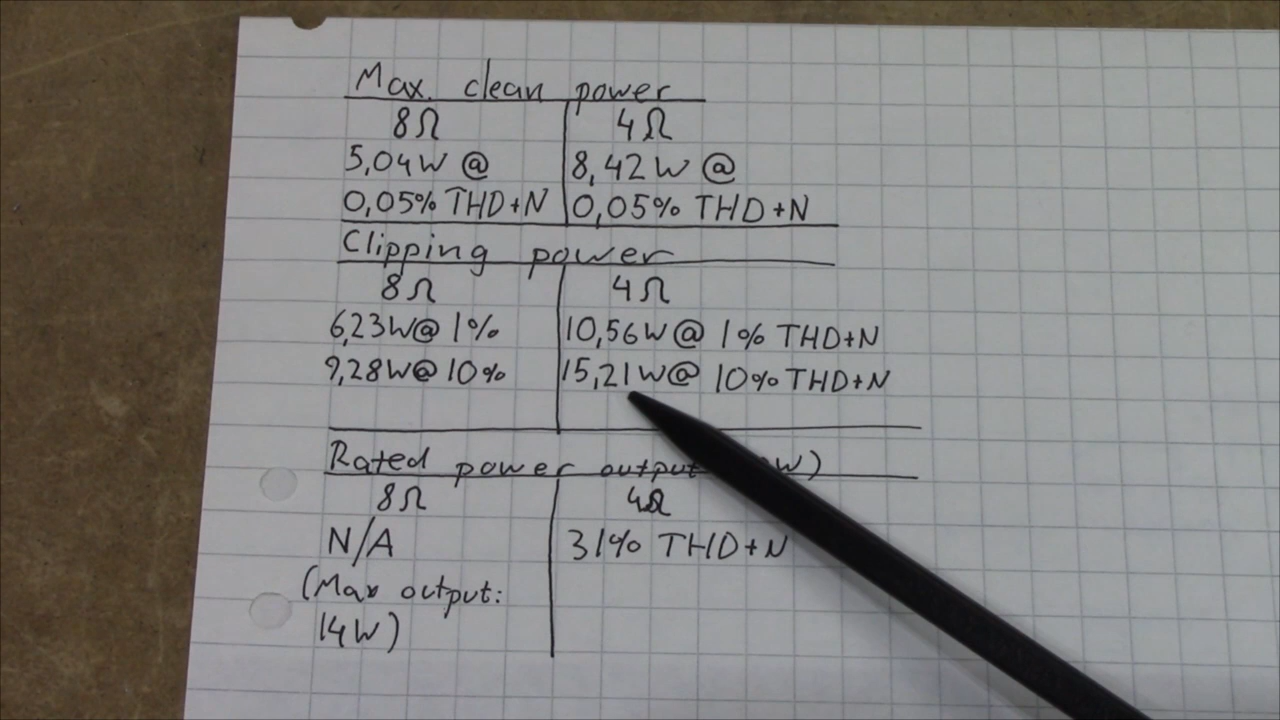 Max. clean power
8Ω 4Ω
5,04W @ 8,42W @
0,05% THD+N 0,05% THD+N
Clipping power
8Ω 4Ω
6,23W@ 1% 10,56W@ 1% THD+N
9,28W@ 10% 15,21W@ 10% THD+N
Rated power output W)
8Ω 4Ω
N/A 31% THD+N
(Max output:
14W)